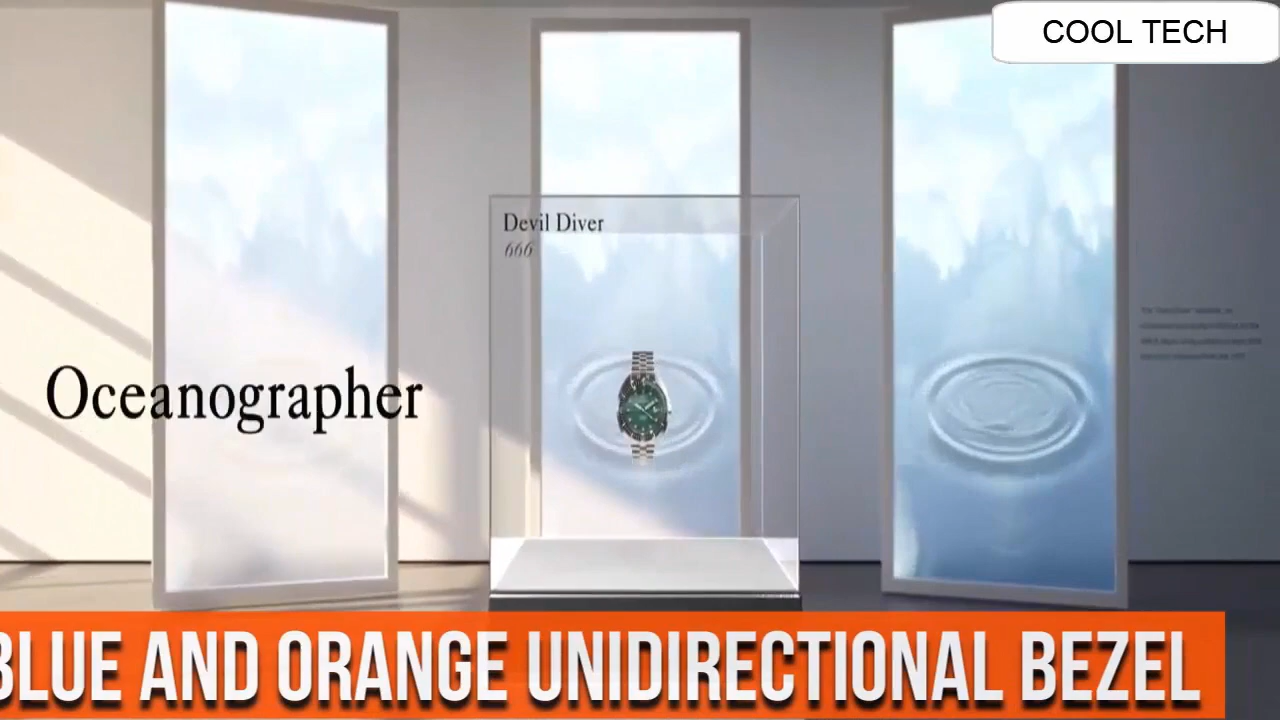 COOL TECH
Devil Diver
666
Oceanographer
BLUE AND ORANGE UNIDIRECTIONAL BEZEL